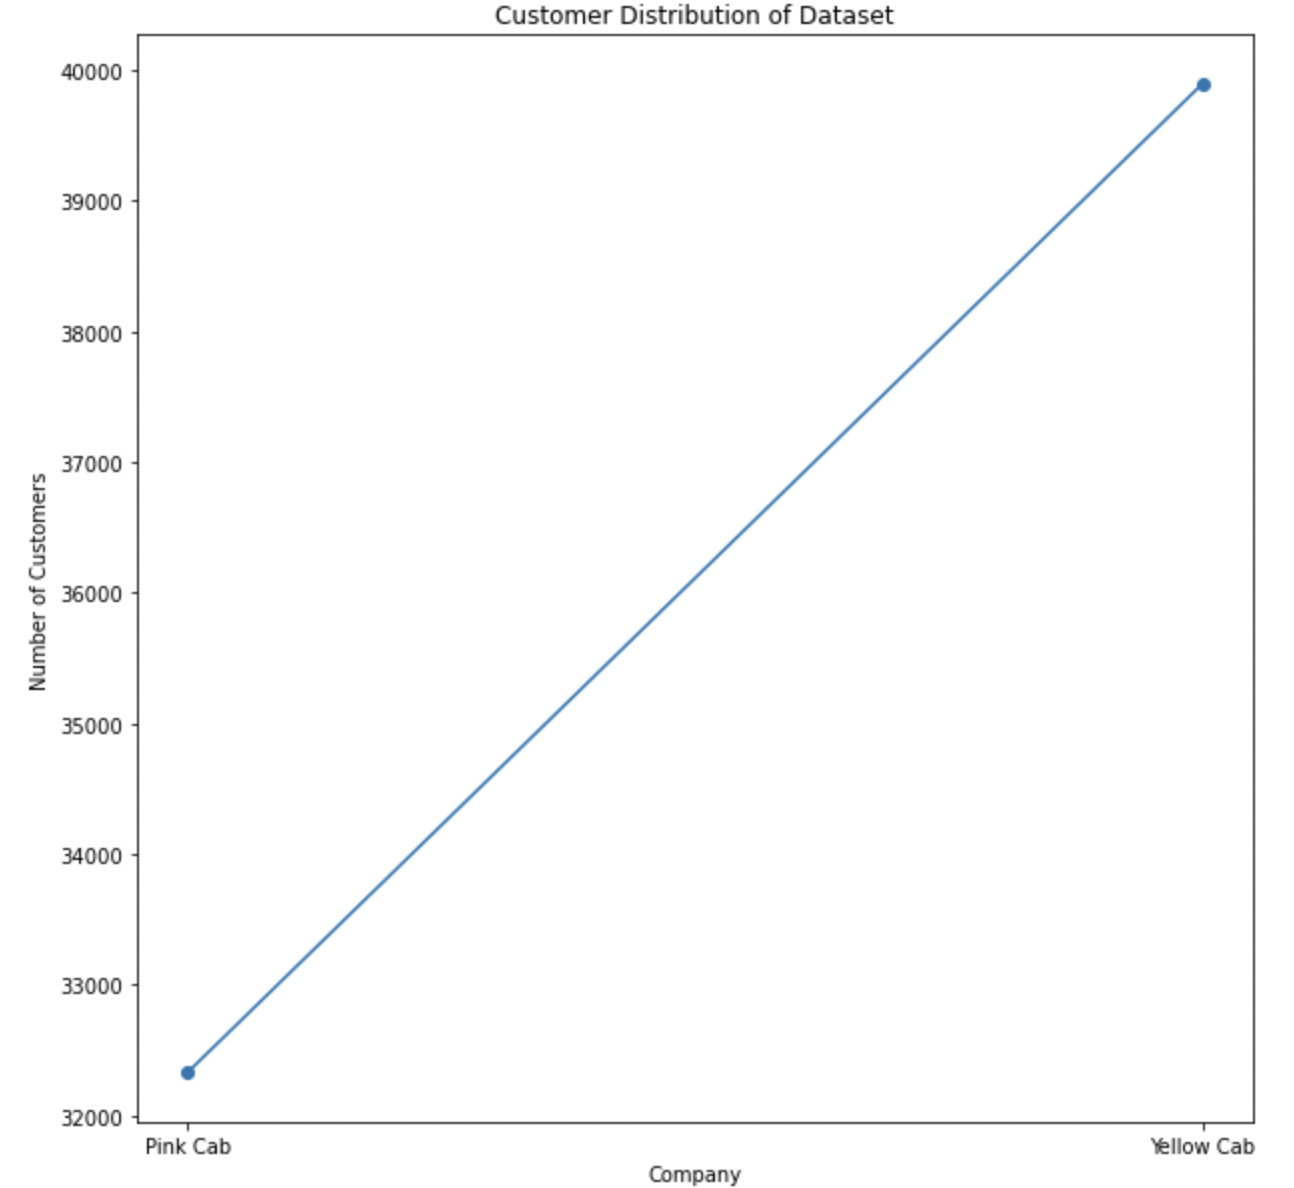 Customer Distribution of Dataset
40000
39000
38000
37000
36000
35000
34000
33000
32000
Number of Customers
Pink Cab
Yellow Cab
Company